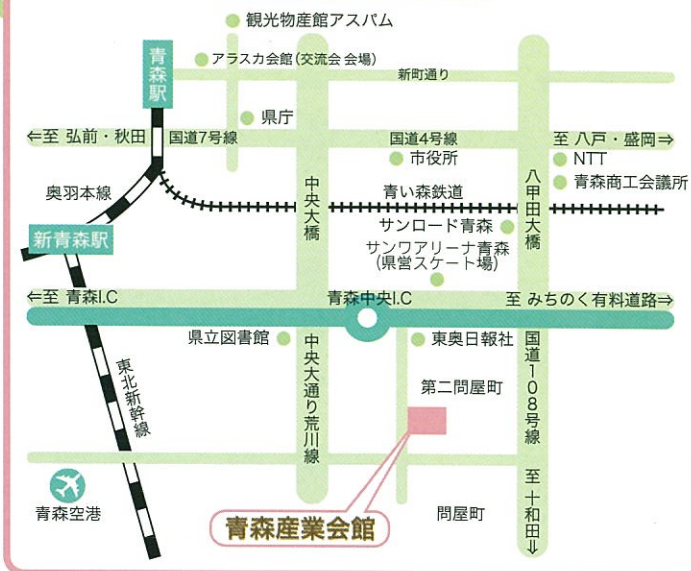 観光物産館アスパム
青森駅
アラスカ会館(交流会 会場)
新町通り
県庁
⇐至 弘前・秋田
国道7号線
国道4号線
至 八戸・盛岡⇒
市役所
NTT
青森商工会議所
奥羽本線
中央大橋
青い森鉄道
八甲田大橋
新青森駅
サンロード青森
サンワアリーナ青森
(県営スケート場)
⇐至 青森I.C
青森中央I.C
至 みちのく有料道路⇒
県立図書館
東奥日報社
東北新幹線
中央大通り荒川線
第二問屋町
国道108号線
至 十和田⇒
青森空港
青森産業会館
問屋町